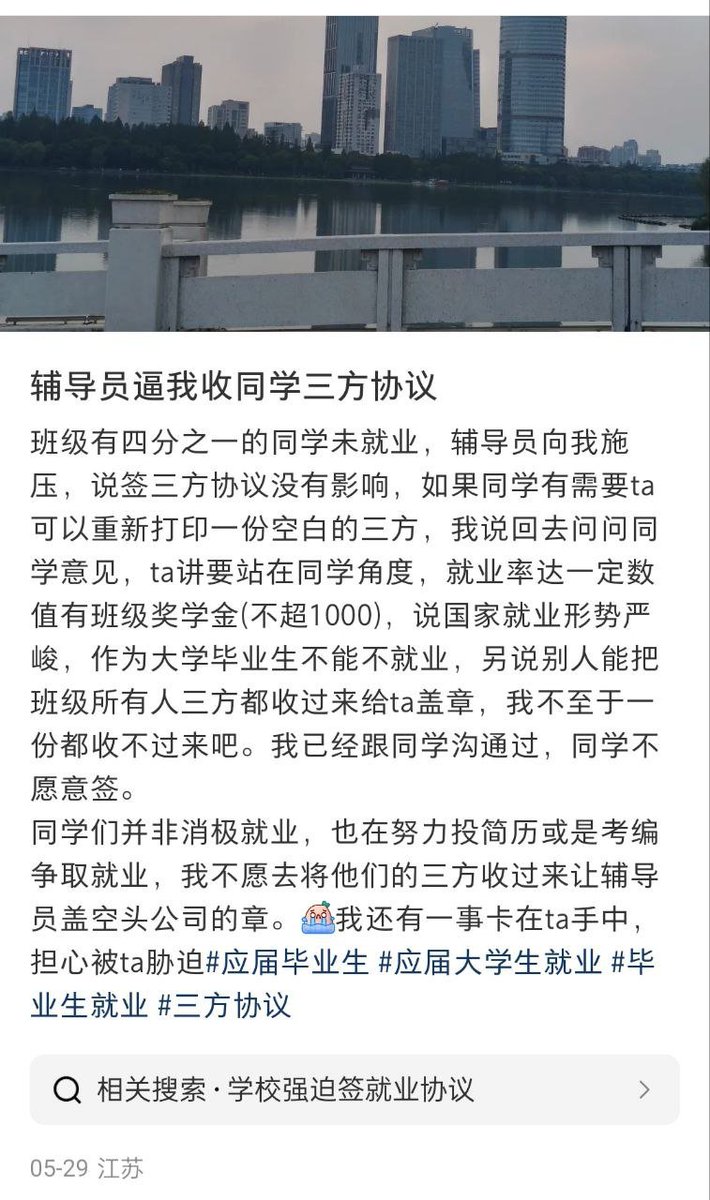 辅导员逼我收同学三方协议
班级有四分之一的同学未就业，辅导员向我施
压，说签三方协议没有影响，如果同学有需要ta
可以重新打印一份空白的三方，我说回去问问同
学意见，ta讲要站在同学角度，就业率达一定数
值有班级奖学金(不超1000)，说国家就业形势严
峻，作为大学毕业生不能不就业，另说别人能把
班级所有人三方都收过来给ta盖章，我不至于一
份都收不过来吧。我已经跟同学沟通过，同学不
愿意签。
同学们并非消极就业，也在努力投简历或是考编
争取就业，我不愿去将他们的三方收过来让辅导
员盖空头公司的章。😭我还有一事卡在ta手中，
担心被ta胁迫#应届毕业生 #应届大学生就业 #毕
业生就业 #三方协议
相关搜索·学校强迫签就业协议
05-29 江苏